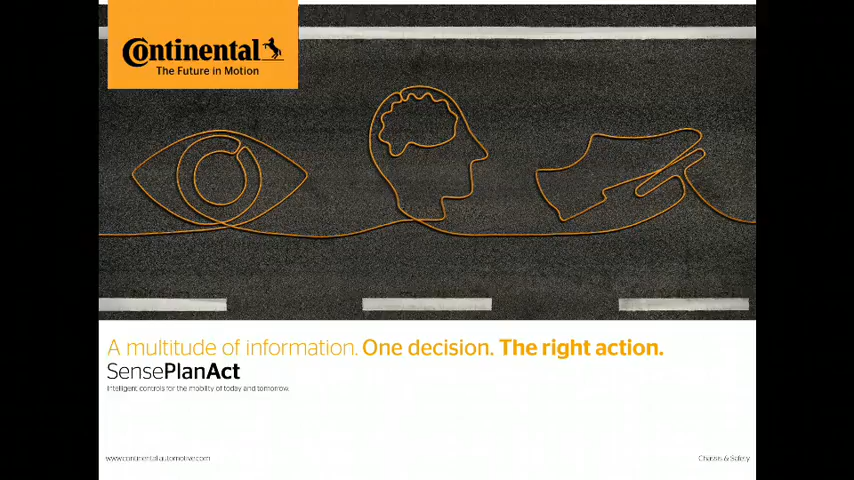 Continental
The Future in Motion
A multitude of information. One decision. The right action.
SensePlanAct
Intelligent controls for the mobility of today and tomorrow.
www.continental-automotive.com
Chassis & Safety